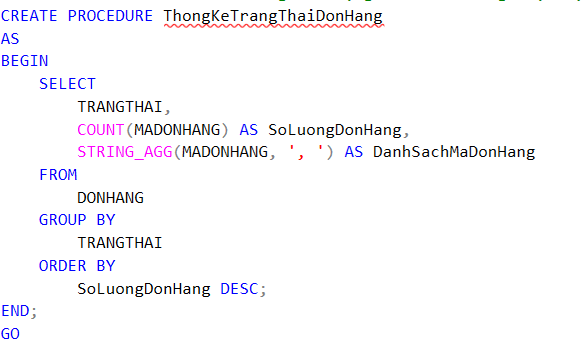 CREATE PROCEDURE ThongKeTrangThaiDonHang
AS
BEGIN
    SELECT
        TRANGTHAI,
        COUNT(MADONHANG) AS SoLuongDonHang,
        STRING_AGG(MADONHANG, ', ') AS DanhSachMaDonHang
    FROM
        DONHANG
    GROUP BY
        TRANGTHAI
    ORDER BY
        SoLuongDonHang DESC;
END;
GO